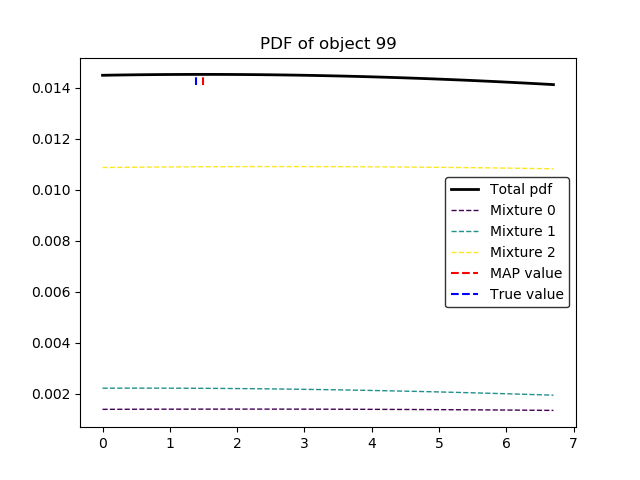 PDF of object 99
0.014
0.012
0.010
0.008
0.006
0.004
0.002
Total pdf
Mixture 0
Mixture 1
Mixture 2
MAP value
True value
0 1 2 3 4 5 6 7